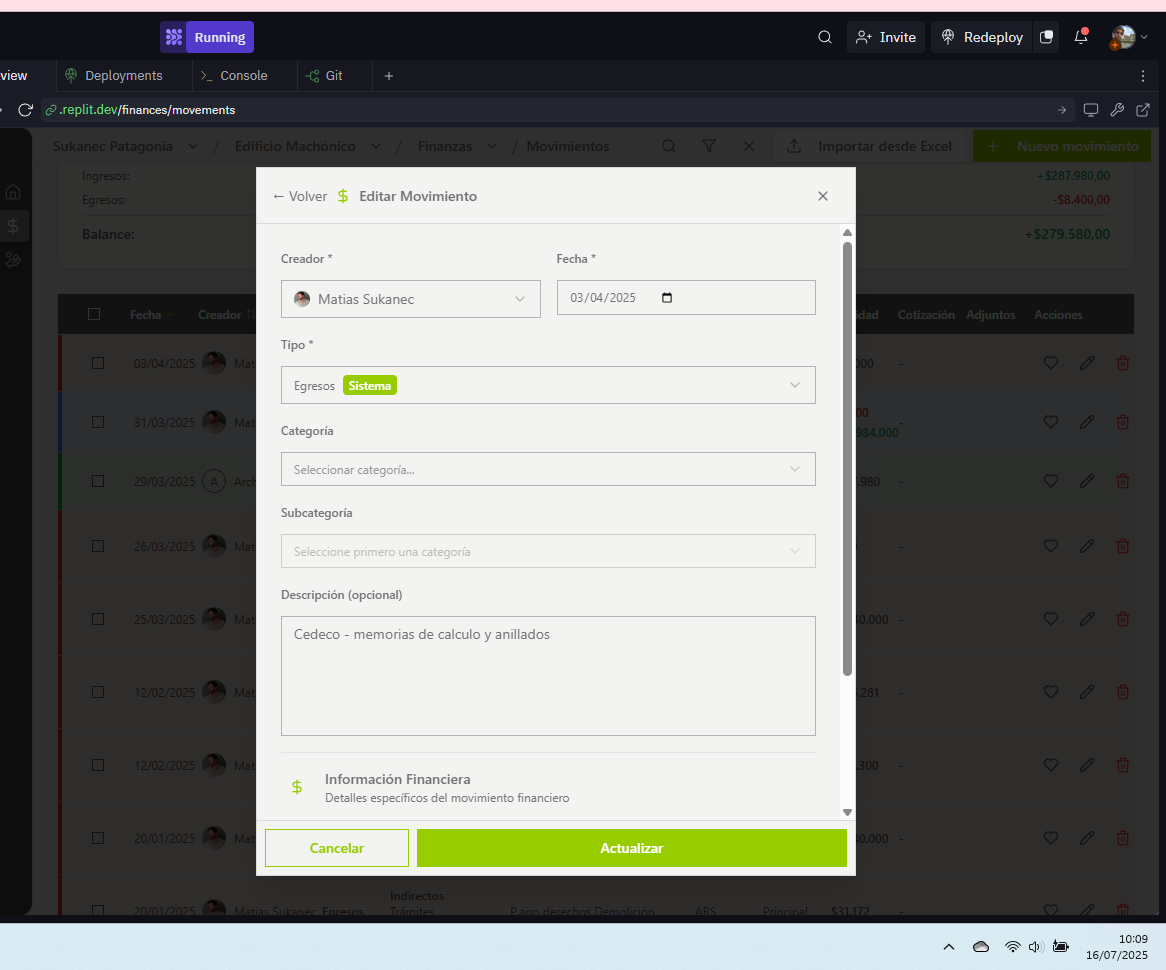 Running
Invite
Redeploy
view
Deployments
Console
Git
.replit.dev/finances/movements
Sukanec Patagonia / Edificio Machónico / Finanzas / Movimientos
Importar desde Excel
+ Nuevo movimiento
Ingresos: +$287.980,00
Egresos: -$8.400,00
Balance: +$279.580,00
← Volver $ Editar Movimiento
Creador *
Fecha *
Matias Sukanec
03/04/2025
Tipo *
Egresos Sistema
Categoría
Seleccionar categoría...
Subcategoría
Seleccione primero una categoría
Descripción (opcional)
Cedeco - memorias de calculo y anillados
$ Información Financiera
Detalles específicos del movimiento financiero
Cancelar
Actualizar
Fecha Creador Cotización Adjuntos Acciones
03/04/2025 Mat -
31/03/2025 Mat
984.000
29/03/2025 A Arch .980 -
26/03/2025 Mat -
25/03/2025 Mat 0.000 -
12/02/2025 Mat .281 -
12/02/2025 Mat .300 -
20/01/2025 Mat 0.000 -
Indirectos
20/01/2025 Matias Sukanec Egresos Trámites Pago derechos Demolición ARS Principal $31.172 -
10:09
16/07/2025